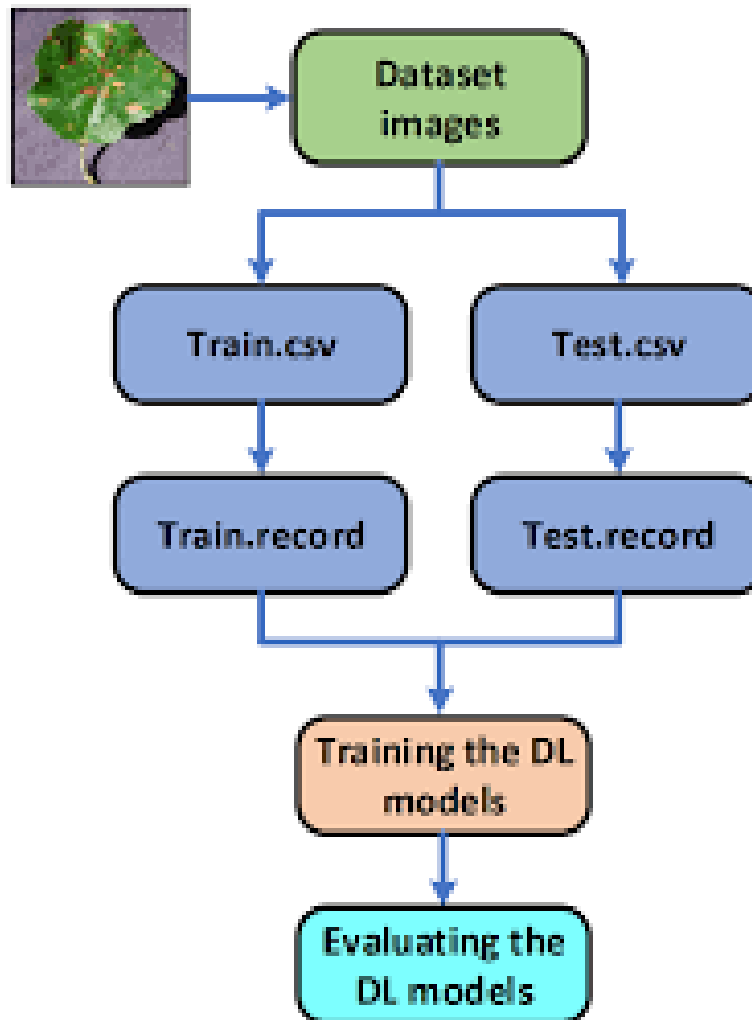 Dataset
images
Train.csv
Test.csv
Train.record
Test.record
Training the DL
models
Evaluating the
DL models